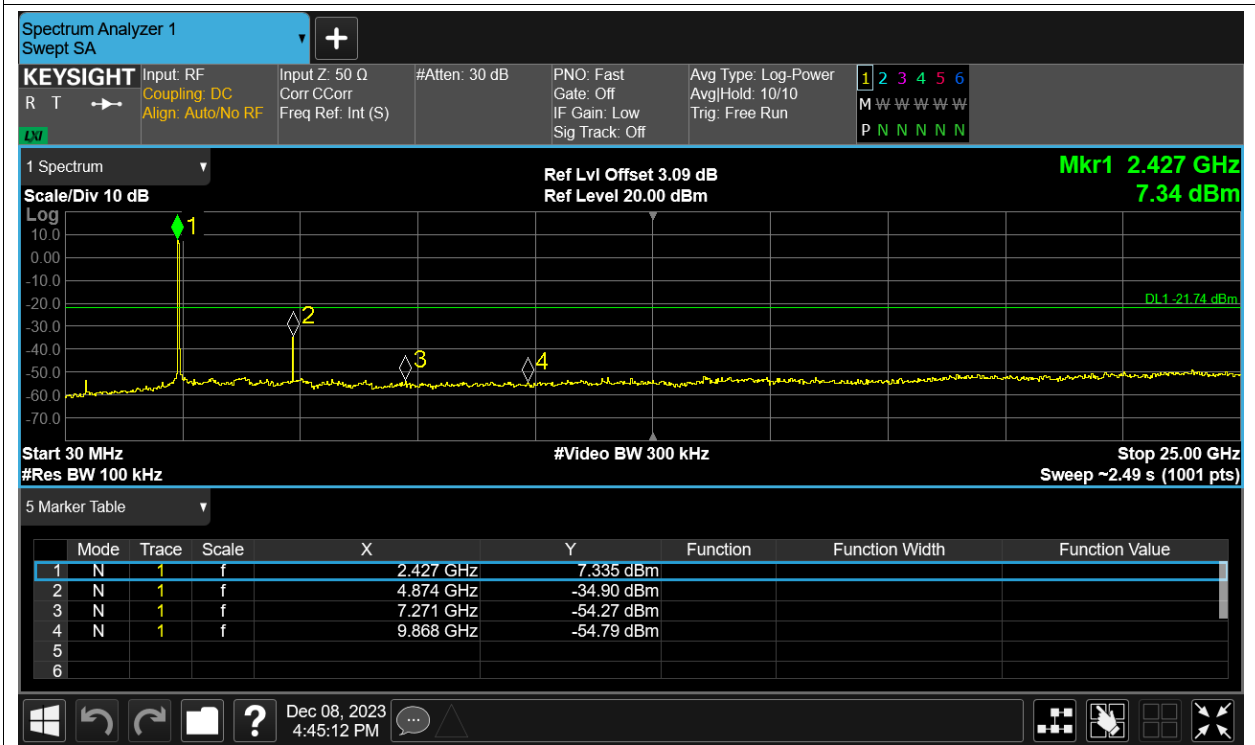 Spectrum Analyzer 1
Swept SA
KEYSIGHT Input: RF Input Z: 50 Ω #Atten: 30 dB PNO: Fast Avg Type: Log-Power 1 2 3 4 5 6
R T Coupling: DC Corr CCorr Gate: Off Avg|Hold: 10/10 M W W W W W
Align: Auto/No RF Freq Ref: Int (S) IF Gain: Low Trig: Free Run
LXI Sig Track: Off P N N N N N
1 Spectrum Ref Lvl Offset 3.09 dB Mkr1 2.427 GHz
Scale/Div 10 dB Ref Level 20.00 dBm 7.34 dBm
Log
1
10.0
0.00
-10.0
-20.0
DL1 -21.74 dBm
2
-30.0
-40.0
3 4
-50.0
-60.0
-70.0
Start 30 MHz #Video BW 300 kHz Stop 25.00 GHz
#Res BW 100 kHz Sweep ~2.49 s (1001 pts)
5 Marker Table
Mode Trace Scale X Y Function Function Width Function Value
1 N 1 f 2.427 GHz 7.335 dBm
2 N 1 f 4.874 GHz -34.90 dBm
3 N 1 f 7.271 GHz -54.27 dBm
4 N 1 f 9.868 GHz -54.79 dBm
5
6
? Dec 08, 2023
4:45:12 PM